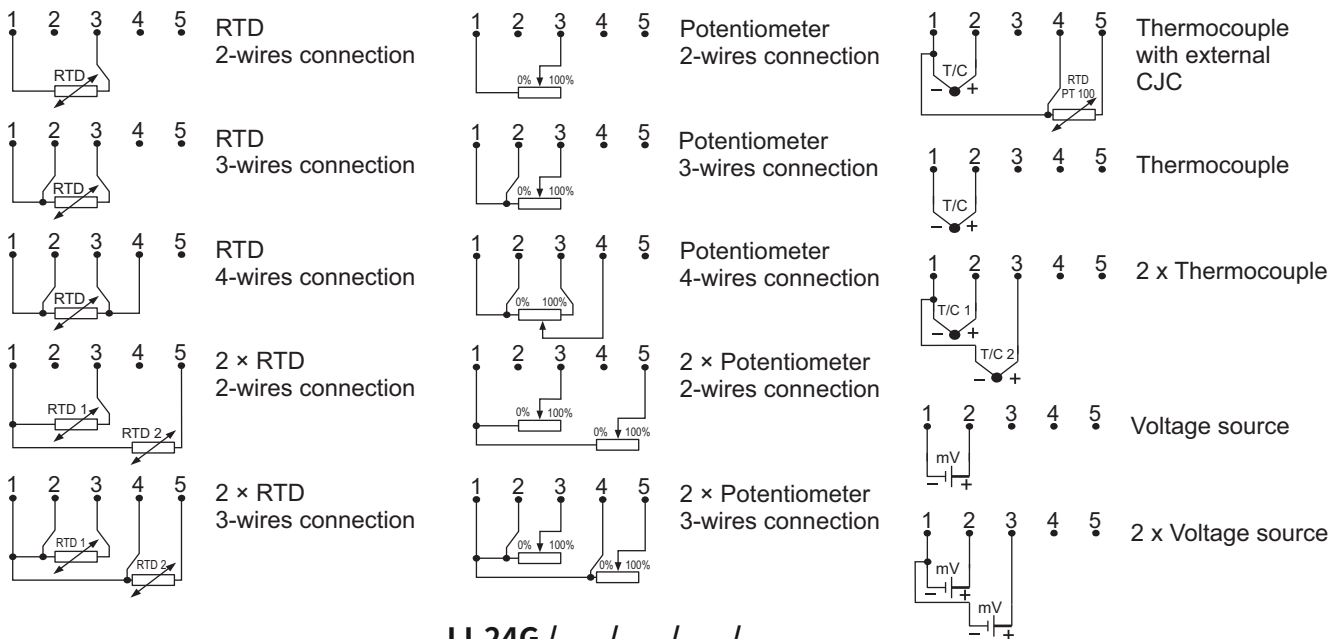 1 2 3 4 5
RTD
RTD
2-wires connection
1 2 3 4 5
RTD
RTD
3-wires connection
1 2 3 4 5
RTD
RTD
4-wires connection
1 2 3 4 5
RTD 1
RTD 2
2 × RTD
2-wires connection
1 2 3 4 5
RTD 1
RTD 2
2 × RTD
3-wires connection
1 2 3 4 5
0% 100%
Potentiometer
2-wires connection
1 2 3 4 5
0% 100%
Potentiometer
3-wires connection
1 2 3 4 5
0% 100%
Potentiometer
4-wires connection
1 2 3 4 5
0% 100%
0% 100%
2 × Potentiometer
2-wires connection
1 2 3 4 5
0% 100%
0% 100%
2 × Potentiometer
3-wires connection
1 2 3 4 5
T/C
– +
RTD
PT 100
Thermocouple
with external
CJC
1 2 3 4 5
T/C
– +
Thermocouple
1 2 3 4 5
T/C 1
– +
T/C 2
– +
2 x Thermocouple
1 2 3 4 5
mV
– +
Voltage source
1 2 3 4 5
mV
– +
mV
– +
2 x Voltage source